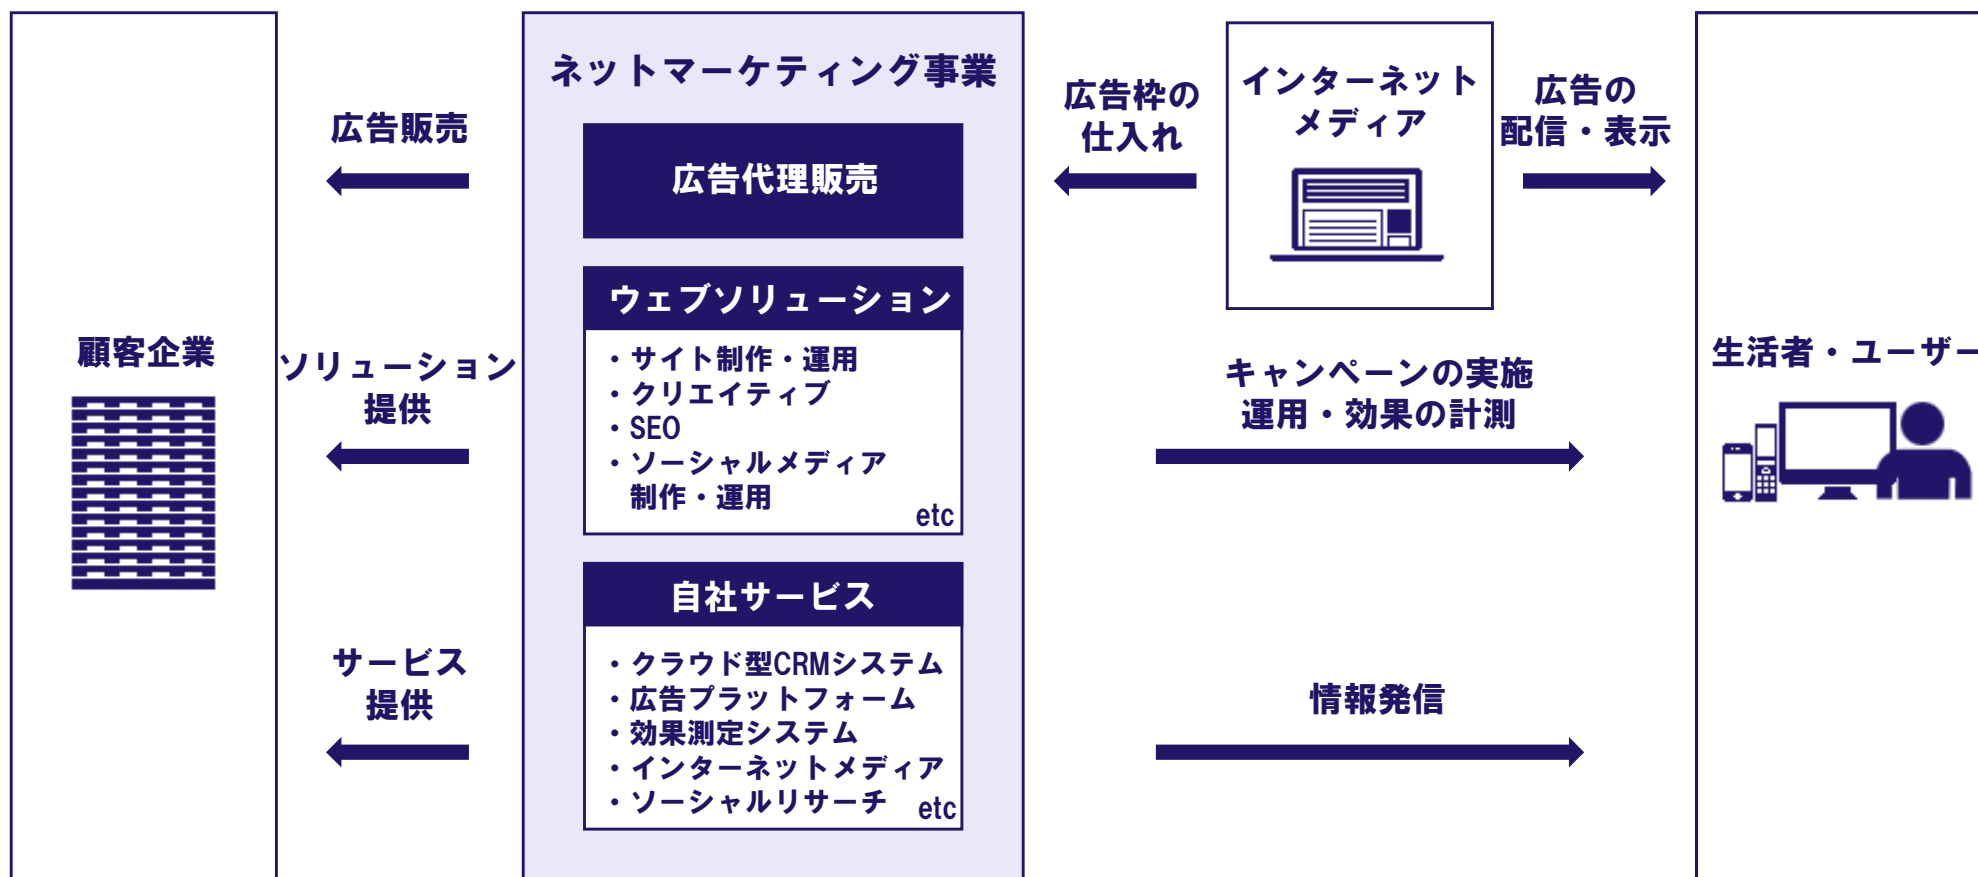 顧客企業
広告販売
ソリューション
提供
サービス
提供
ネットマーケティング事業
広告代理販売
ウェブソリューション
・サイト制作・運用
・クリエイティブ
・SEO
・ソーシャルメディア
制作・運用
etc
自社サービス
・クラウド型CRMシステム
・広告プラットフォーム
・効果測定システム
・インターネットメディア
・ソーシャルリサーチ
etc
広告枠の
仕入れ
インターネット
メディア
広告の
配信・表示
キャンペーンの実施
運用・効果の計測
情報発信
生活者・ユーザー